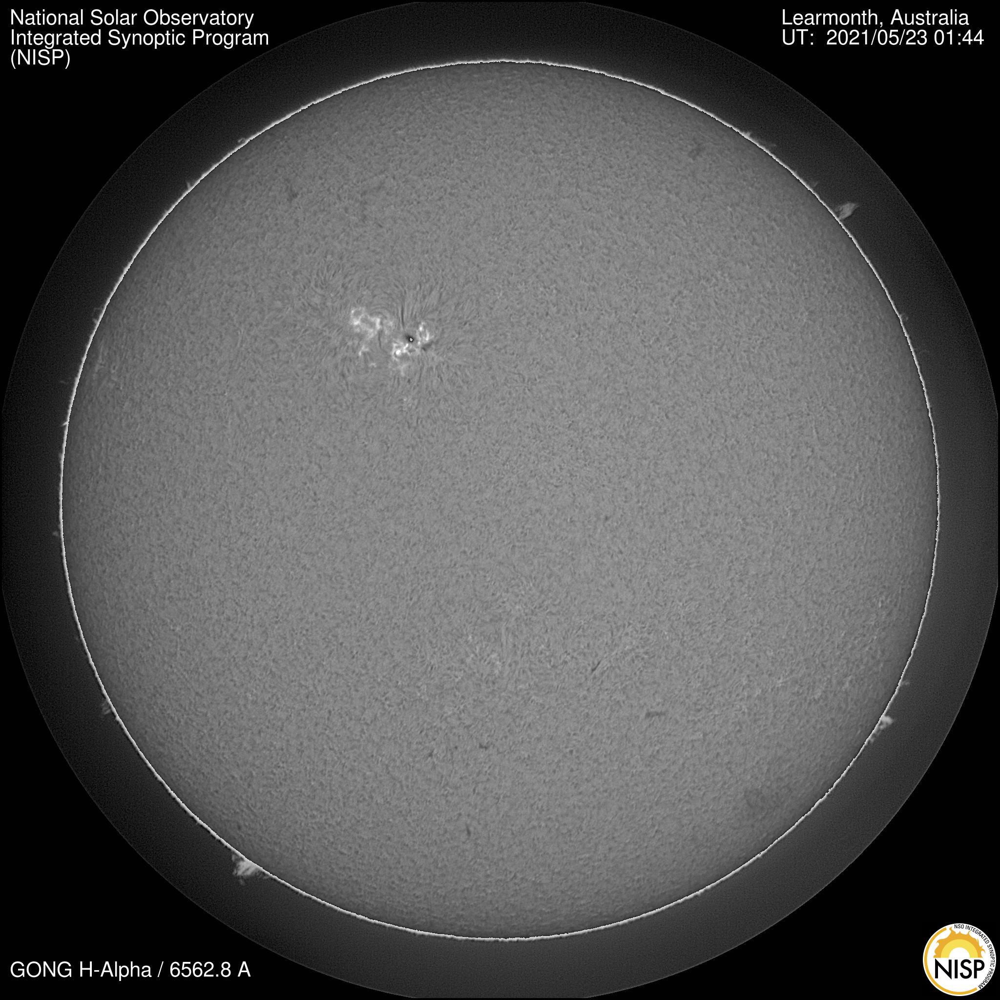 National Solar Observatory
Integrated Synoptic Program
(NISP)
Learmonth, Australia
UT: 2021/05/23 01:44
GONG H-Alpha / 6562.8 A
NSO INTEGRATED SYNOPTIC PROGRAM
NISP